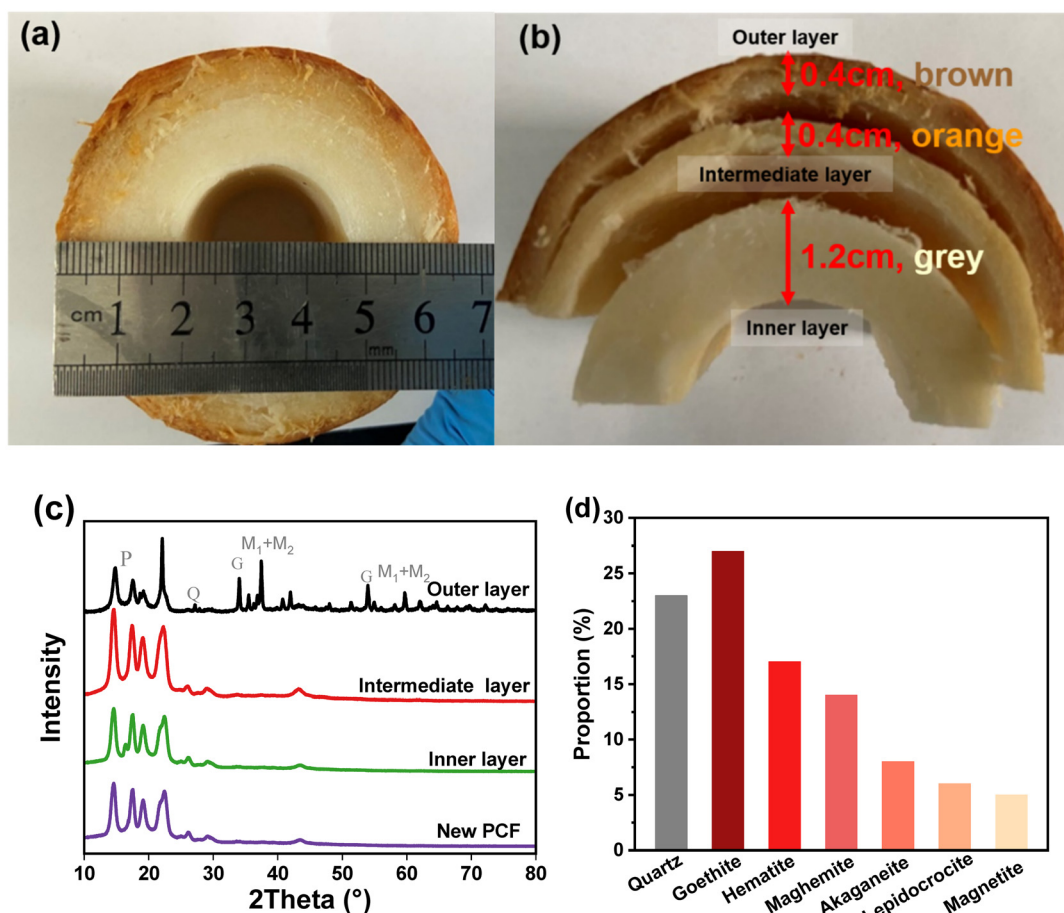 (a)
cm 1 2 3 4 5 6 7
mm
(b)
Outer layer
0.4cm, brown
0.4cm, orange
Intermediate layer
1.2cm, grey
Inner layer
(c)
P
Q
G
M₁+M₂
G
M₁+M₂
Outer layer
Intermediate layer
Inner layer
New PCF
Intensity
10 20 30 40 50 60 70 80
2Theta (°)
(d)
Proportion (%)
30
25
20
15
10
5
0
Quartz
Goethite
Hematite
Maghemite
Akaganeite
Lepidocrocite
Magnetite